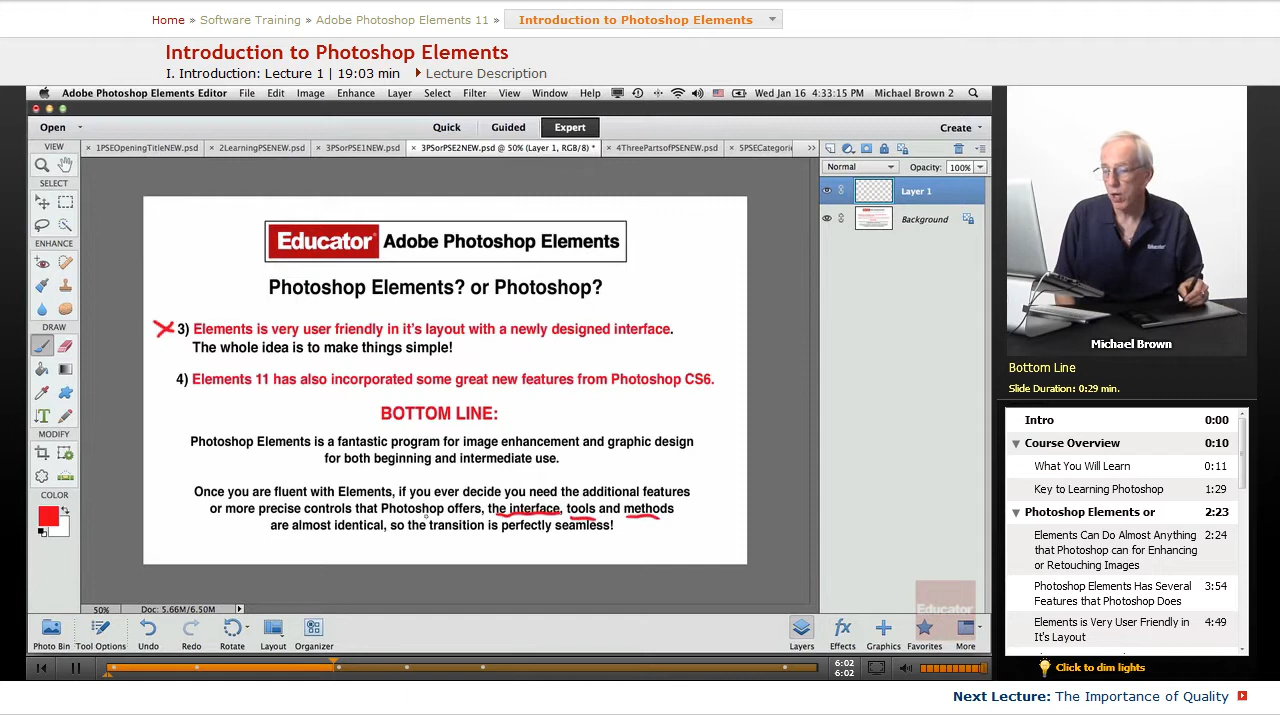 Home » Software Training » Adobe Photoshop Elements 11 » Introduction to Photoshop Elements
Introduction to Photoshop Elements
I. Introduction: Lecture 1 | 19:03 min Lecture Description
Adobe Photoshop Elements Editor File Edit Image Enhance Layer Select Filter View Window Help Wed Jan 16 4:33:15 PM Michael Brown 2
Open Quick Guided Expert Create
× 1PSEOpeningTitleNEW.psd × 2LearningPSENEW.psd × 3PSorPSE1NEW.psd × 3PSorPSE2NEW.psd @ 50% (Layer 1, RGB/8) * × 4ThreePartsofPSENEW.psd × 5PSECategorie
VIEW
SELECT
ENHANCE
DRAW
MODIFY
COLOR
Educator® Adobe Photoshop Elements
Photoshop Elements? or Photoshop?
3) Elements is very user friendly in it's layout with a newly designed interface.
The whole idea is to make things simple!
4) Elements 11 has also incorporated some great new features from Photoshop CS6.
BOTTOM LINE:
Photoshop Elements is a fantastic program for image enhancement and graphic design
for both beginning and intermediate use.
Once you are fluent with Elements, if you ever decide you need the additional features
or more precise controls that Photoshop offers, the interface, tools and methods
are almost identical, so the transition is perfectly seamless!
50% Doc: 5.66M/6.50M
Photo Bin Tool Options Undo Redo Rotate Layout Organizer
Normal Opacity: 100%
Layer 1
Background
Educator
Layers Effects Graphics Favorites More
6:02
6:02
Michael Brown
Bottom Line
Slide Duration: 0:29 min.
Intro 0:00
Course Overview 0:10
What You Will Learn 0:11
Key to Learning Photoshop 1:29
Photoshop Elements or 2:23
Elements Can Do Almost Anything 2:24
that Photoshop can for Enhancing
or Retouching Images
Photoshop Elements Has Several 3:54
Features that Photoshop Does
Elements is Very User Friendly in 4:49
It's Layout
Click to dim lights
Next Lecture: The Importance of Quality